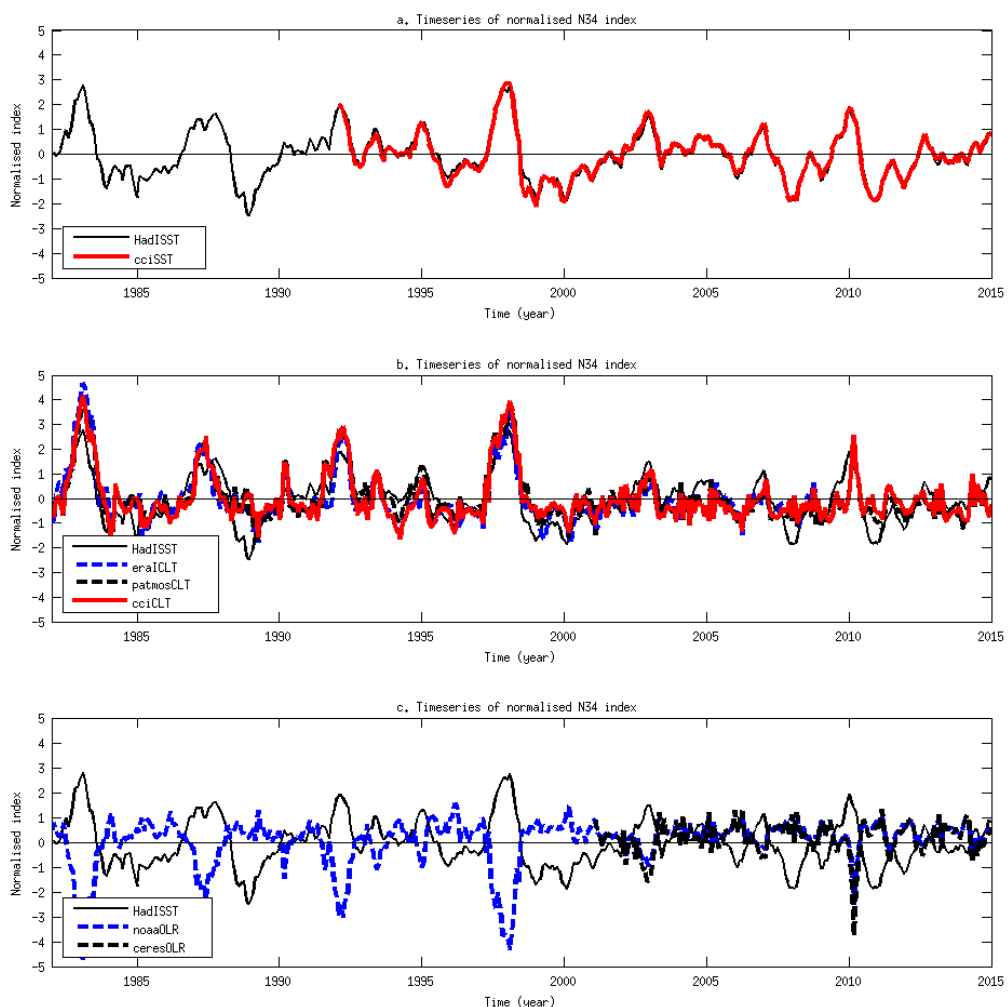 a. Timeseries of normalised N34 index
5
4
3
2
1
0
-1
-2
-3
-4
-5
Normalised index
HadISST
cciSST
1985 1990 1995 2000 2005 2010 2015
Time (year)
b. Timeseries of normalised N34 index
5
4
3
2
1
0
-1
-2
-3
-4
-5
Normalised index
HadISST
eraICLT
patmosCLT
cciCLT
1985 1990 1995 2000 2005 2010 2015
Time (year)
c. Timeseries of normalised N34 index
5
4
3
2
1
0
-1
-2
-3
-4
-5
Normalised index
HadISST
noaaOLR
ceresOLR
1985 1990 1995 2000 2005 2010 2015
Time (year)